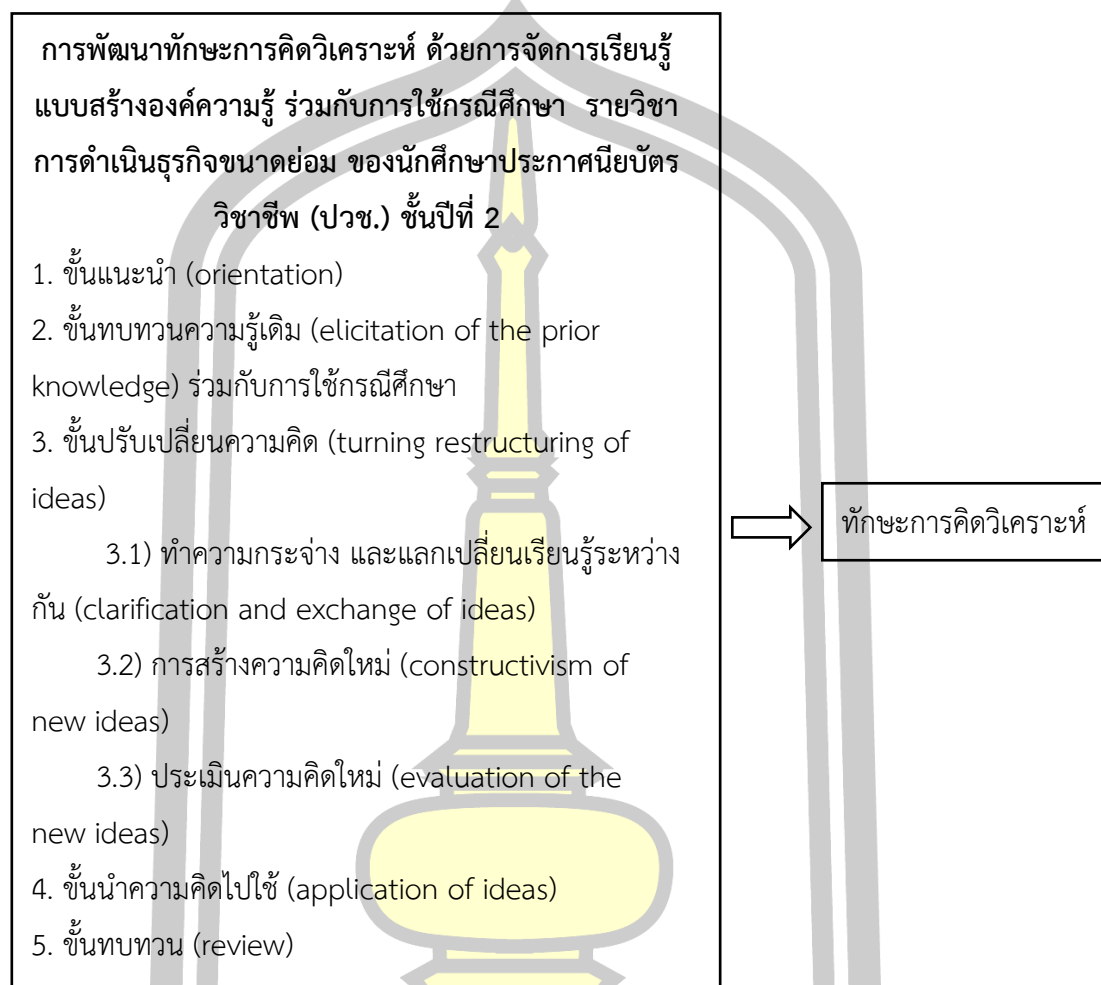 การพัฒนาทักษะการคิดวิเคราะห์ ด้วยการจัดการเรียนรู้
แบบสร้างองค์ความรู้ ร่วมกับการใช้กรณีศึกษา รายวิชา
การดำเนินธุรกิจขนาดย่อม ของนักศึกษาประกาศนียบัตร
วิชาชีพ (ปวช.) ชั้นปีที่ 2
1. ขั้นแนะนำ (orientation)
2. ขั้นทบทวนความรู้เดิม (elicitation of the prior
knowledge) ร่วมกับการใช้กรณีศึกษา
3. ขั้นปรับเปลี่ยนความคิด (turning restructuring of
ideas)
3.1) ทำความกระจ่าง และแลกเปลี่ยนเรียนรู้ระหว่าง
กัน (clarification and exchange of ideas)
3.2) การสร้างความคิดใหม่ (constructivism of
new ideas)
3.3) ประเมินความคิดใหม่ (evaluation of the
new ideas)
4. ขั้นนำความคิดไปใช้ (application of ideas)
5. ขั้นทบทวน (review)
ทักษะการคิดวิเคราะห์